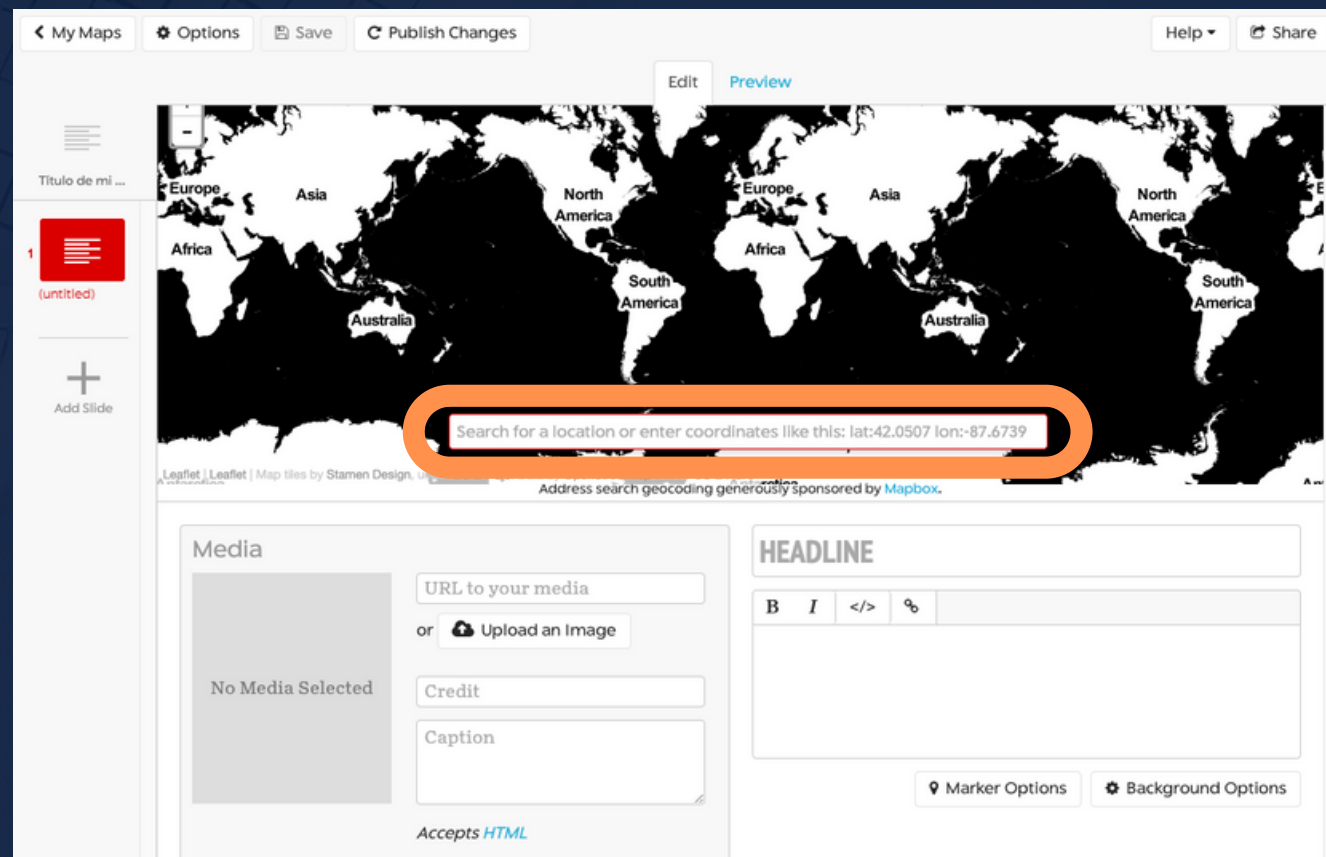 My Maps Options Save Publish Changes Help Share
Edit Preview
Título de mi ...
1
(untitled)
Add Slide
Europe Asia North America Europe Asia North America
Africa South America Africa South America
Australia Australia
Search for a location or enter coordinates like this: lat:42.0507 lon:-87.6739
Leaflet | Leaflet | Map tiles by Stamen Design,
Address search geocoding generously sponsored by Mapbox.
Media
No Media Selected
URL to your media
or Upload an Image
Credit
Caption
Accepts HTML
HEADLINE
B I </>
Marker Options Background Options